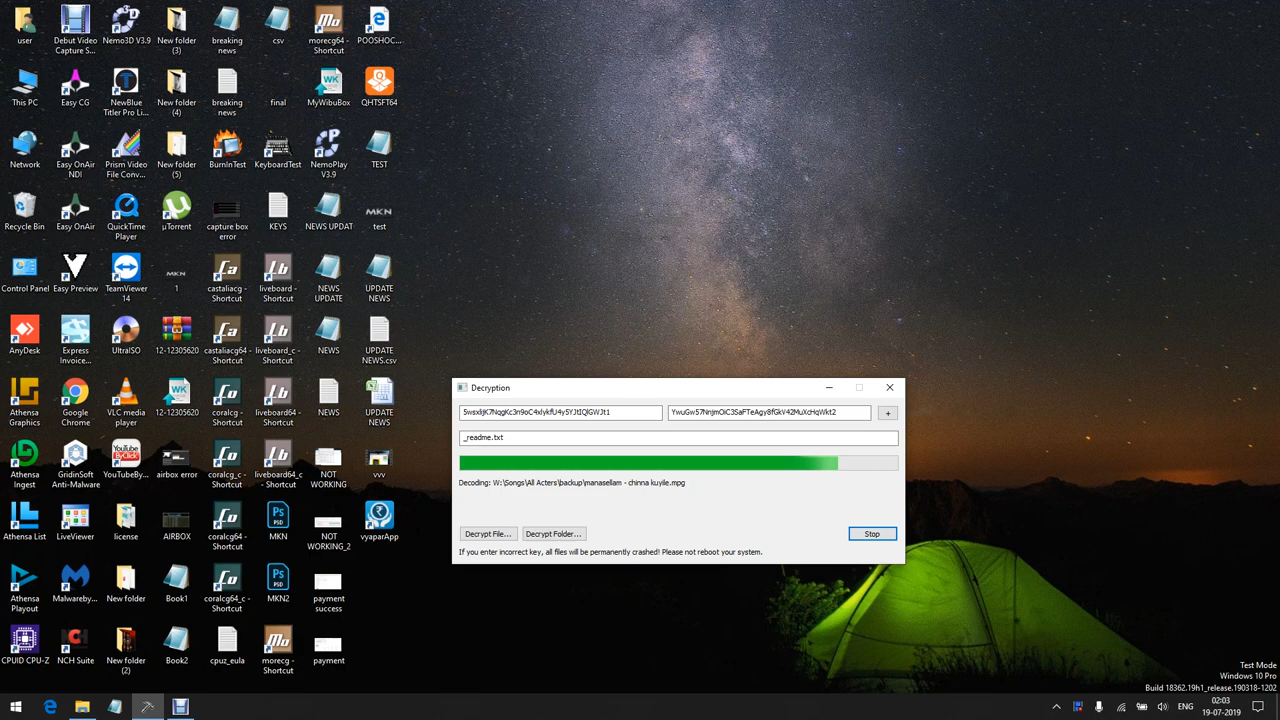 user
Debut Video
Capture S...
Nemo3D V3.9
New folder
(3)
breaking
news
csv
morecg64 -
Shortcut
POOSHOC...
This PC
Easy CG
NewBlue
Titler Pro Li...
New folder
(4)
breaking
news
final
MyWibuBox
QHTSFT64
Network
Easy OnAir
NDI
Prism Video
File Conv...
New folder
(5)
BurnInTest
KeyboardTest
NemoPlay
V3.9
TEST
Recycle Bin
Easy OnAir
QuickTime
Player
µTorrent
capture box
error
KEYS
NEWS UPDAT
MKN
test
Control Panel
Easy Preview
TeamViewer
14
MKN
1
castaliacg -
Shortcut
liveboard -
Shortcut
NEWS
UPDATE
UPDATE
NEWS
AnyDesk
Express
Invoice...
UltraISO
12-12305620
castaliacg64
- Shortcut
liveboard_c
- Shortcut
NEWS
UPDATE
NEWS.csv
Athensa
Graphics
Google
Chrome
VLC media
player
12-12305620
coralcg -
Shortcut
liveboard64
- Shortcut
NEWS
UPDATE
NEWS
Athensa
Ingest
GridinSoft
Anti-Malware
YouTubeBy...
airbox error
coralcg_c -
Shortcut
liveboard64_c
- Shortcut
NOT
WORKING
vvv
Athensa List
LiveViewer
license
AIRBOX
coralcg64 -
Shortcut
MKN
NOT
WORKING_2
vyaparApp
Athensa
Playout
Malwareby...
New folder
Book1
coralcg64_c -
Shortcut
MKN2
payment
success
CPUID CPU-Z
NCH Suite
New folder
(2)
Book2
cpuz_eula
morecg -
Shortcut
payment
Decryption
+
_readme.txt
Decoding: W:\Songs\All Acters\backup\manasellam - chinna kuyile.mpg
Decrypt File...
Decrypt Folder...
Stop
If you enter incorrect key, all files will be permanently crashed! Please not reboot your system.
Test Mode
Windows 10 Pro
Build 18362.19h1_release.190318-1202
ENG
02:03
19-07-2019